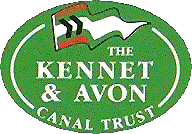 THE
KENNET
& AVON
CANAL TRUST